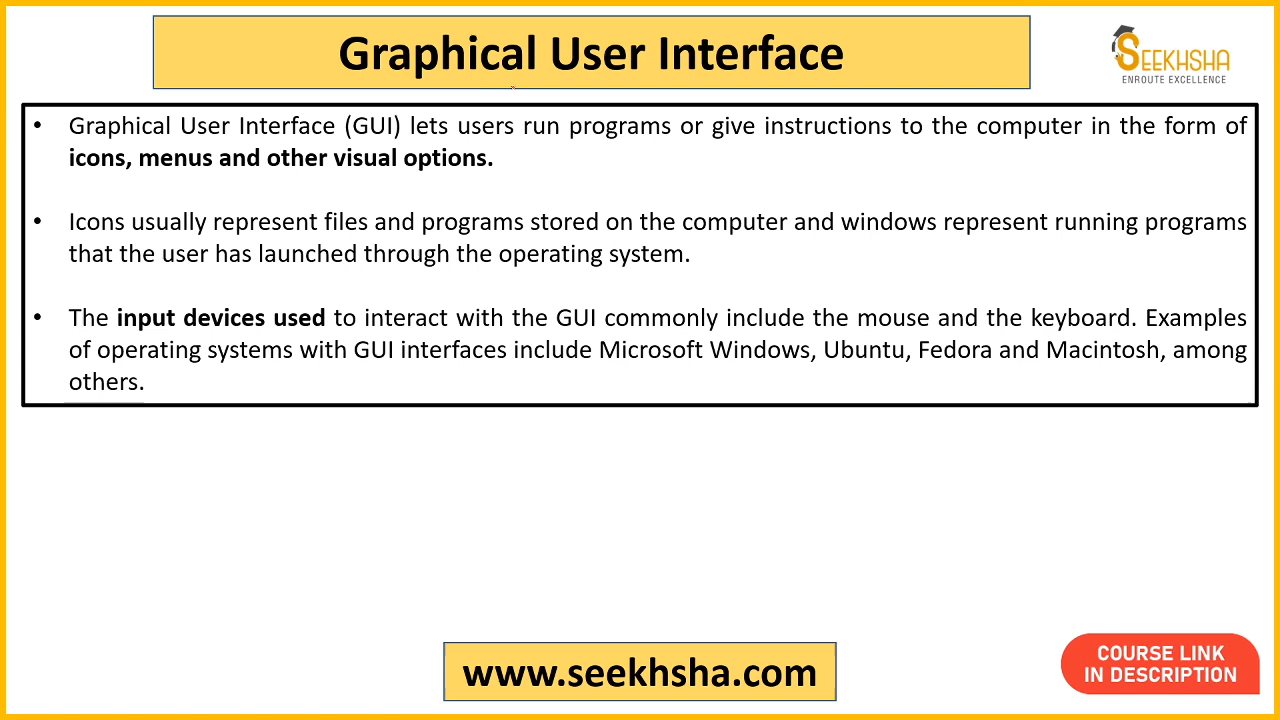 Graphical User Interface
SEEKHSHA
ENROUTE EXCELLENCE
• Graphical User Interface (GUI) lets users run programs or give instructions to the computer in the form of
icons, menus and other visual options.
• Icons usually represent files and programs stored on the computer and windows represent running programs
that the user has launched through the operating system.
• The input devices used to interact with the GUI commonly include the mouse and the keyboard. Examples
of operating systems with GUI interfaces include Microsoft Windows, Ubuntu, Fedora and Macintosh, among
others.
www.seekhsha.com
COURSE LINK
IN DESCRIPTION